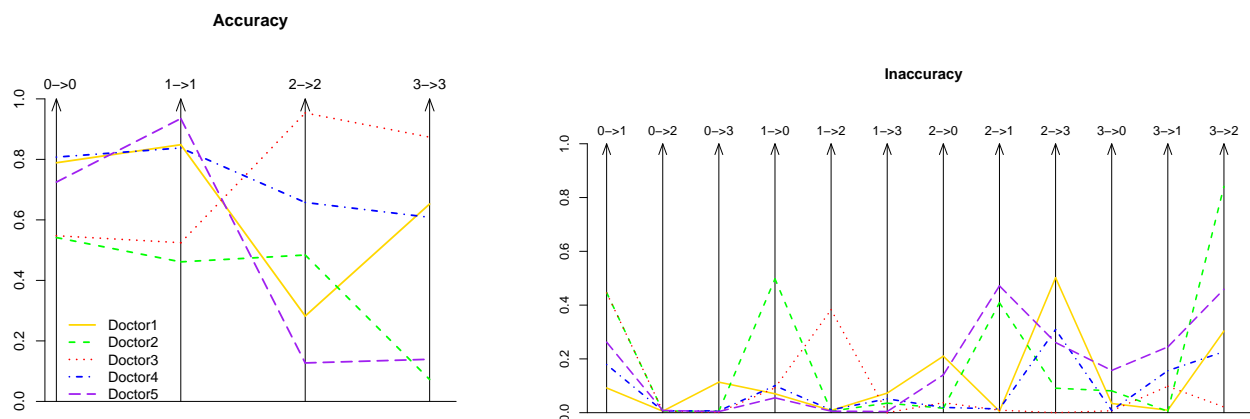 Accuracy
0–>0 1–>1 2–>2 3–>3
1.0
0.8
0.6
0.4
0.2
0.0
Doctor1
Doctor2
Doctor3
Doctor4
Doctor5
Inaccuracy
0–>1 0–>2 0–>3 1–>0 1–>2 1–>3 2–>0 2–>1 2–>3 3–>0 3–>1 3–>2
1.0
0.8
0.6
0.4
0.2
0.0